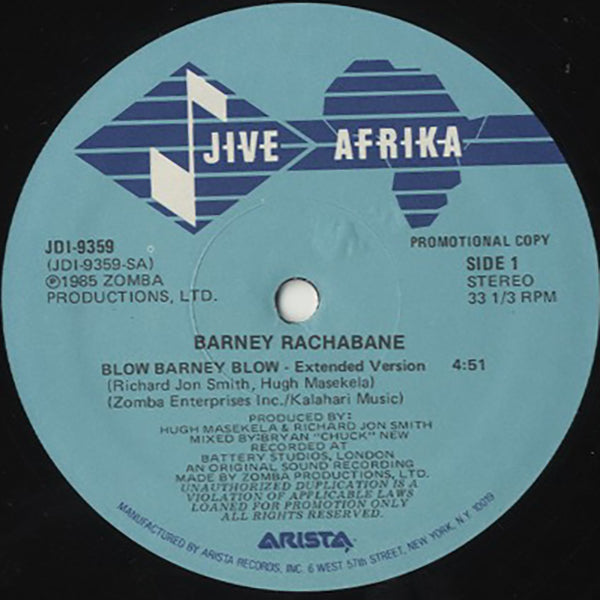 JIVE AFRIKA
JDI-9359
(JDI-9359-SA)
℗1985 ZOMBA
PRODUCTIONS, LTD.
PROMOTIONAL COPY
SIDE 1
STEREO
33 1/3 RPM
BARNEY RACHABANE
BLOW BARNEY BLOW - Extended Version 4:51
(Richard Jon Smith, Hugh Masekela)
(Zomba Enterprises Inc./Kalahari Music)
PRODUCED BY:
HUGH MASEKELA & RICHARD JON SMITH
MIXED BY:BRYAN "CHUCK" NEW
RECORDED AT
BATTERY STUDIOS, LONDON
AN ORIGINAL SOUND RECORDING
MADE BY ZOMBA PRODUCTIONS, LTD.
UNAUTHORIZED DUPLICATION IS A
VIOLATION OF APPLICABLE LAWS
LOANED FOR PROMOTION ONLY
ALL RIGHTS RESERVED.
ARISTA
MANUFACTURED BY ARISTA RECORDS, INC. 6 WEST 57th STREET, NEW YORK, N.Y. 10019